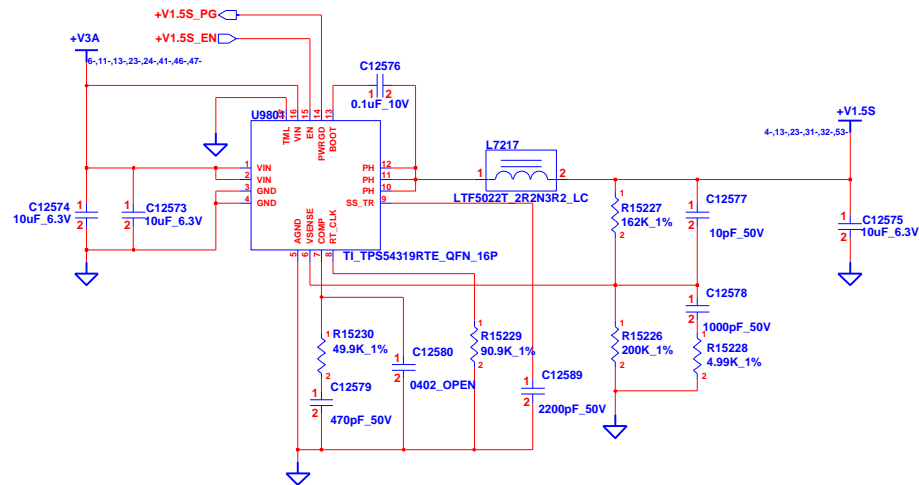 +V1.5S_PG
+V1.5S_EN
+V3A
6-,11-,13-,23-,24-,41-,46-,47-
C12576
1 2
0.1uF_10V
U9801
TML
VIN
EN
PWRGD
BOOT
16
15
14
13
1 VIN
2 VIN
3 GND
4 GND
PH 12
PH 11
PH 10
SS_TR 9
AGND
VSENSE
COMP
RT_CLK
5
6
7
8
TI_TPS54319RTE_QFN_16P
L7217
1 2
LTF5022T_2R2N3R2_LC
+V1.5S
4-,13-,23-,31-,32-,53-
C12574
1
2
10uF_6.3V
C12573
1
2
10uF_6.3V
1
R15227
162K_1%
2
C12577
1
2
10pF_50V
C12575
1
2
10uF_6.3V
C12578
1
2
1000pF_50V
1
R15226
200K_1%
2
1
R15228
4.99K_1%
2
1
R15230
49.9K_1%
2
C12579
1
2
470pF_50V
C12580
1
2
0402_OPEN
1
R15229
90.9K_1%
2
C12589
1
2
2200pF_50V